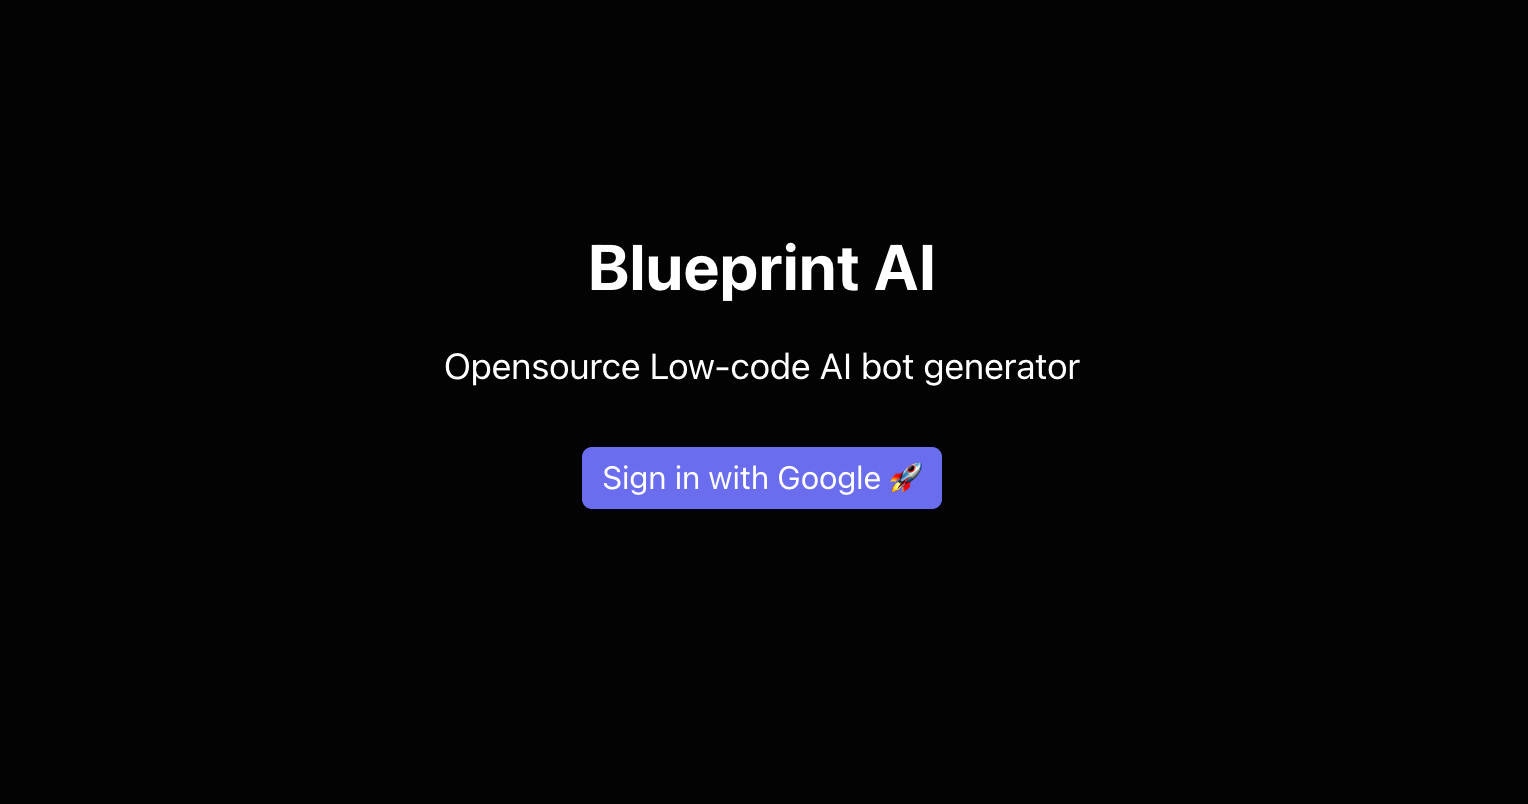 Blueprint AI
Opensource Low-code AI bot generator
Sign in with Google 🚀